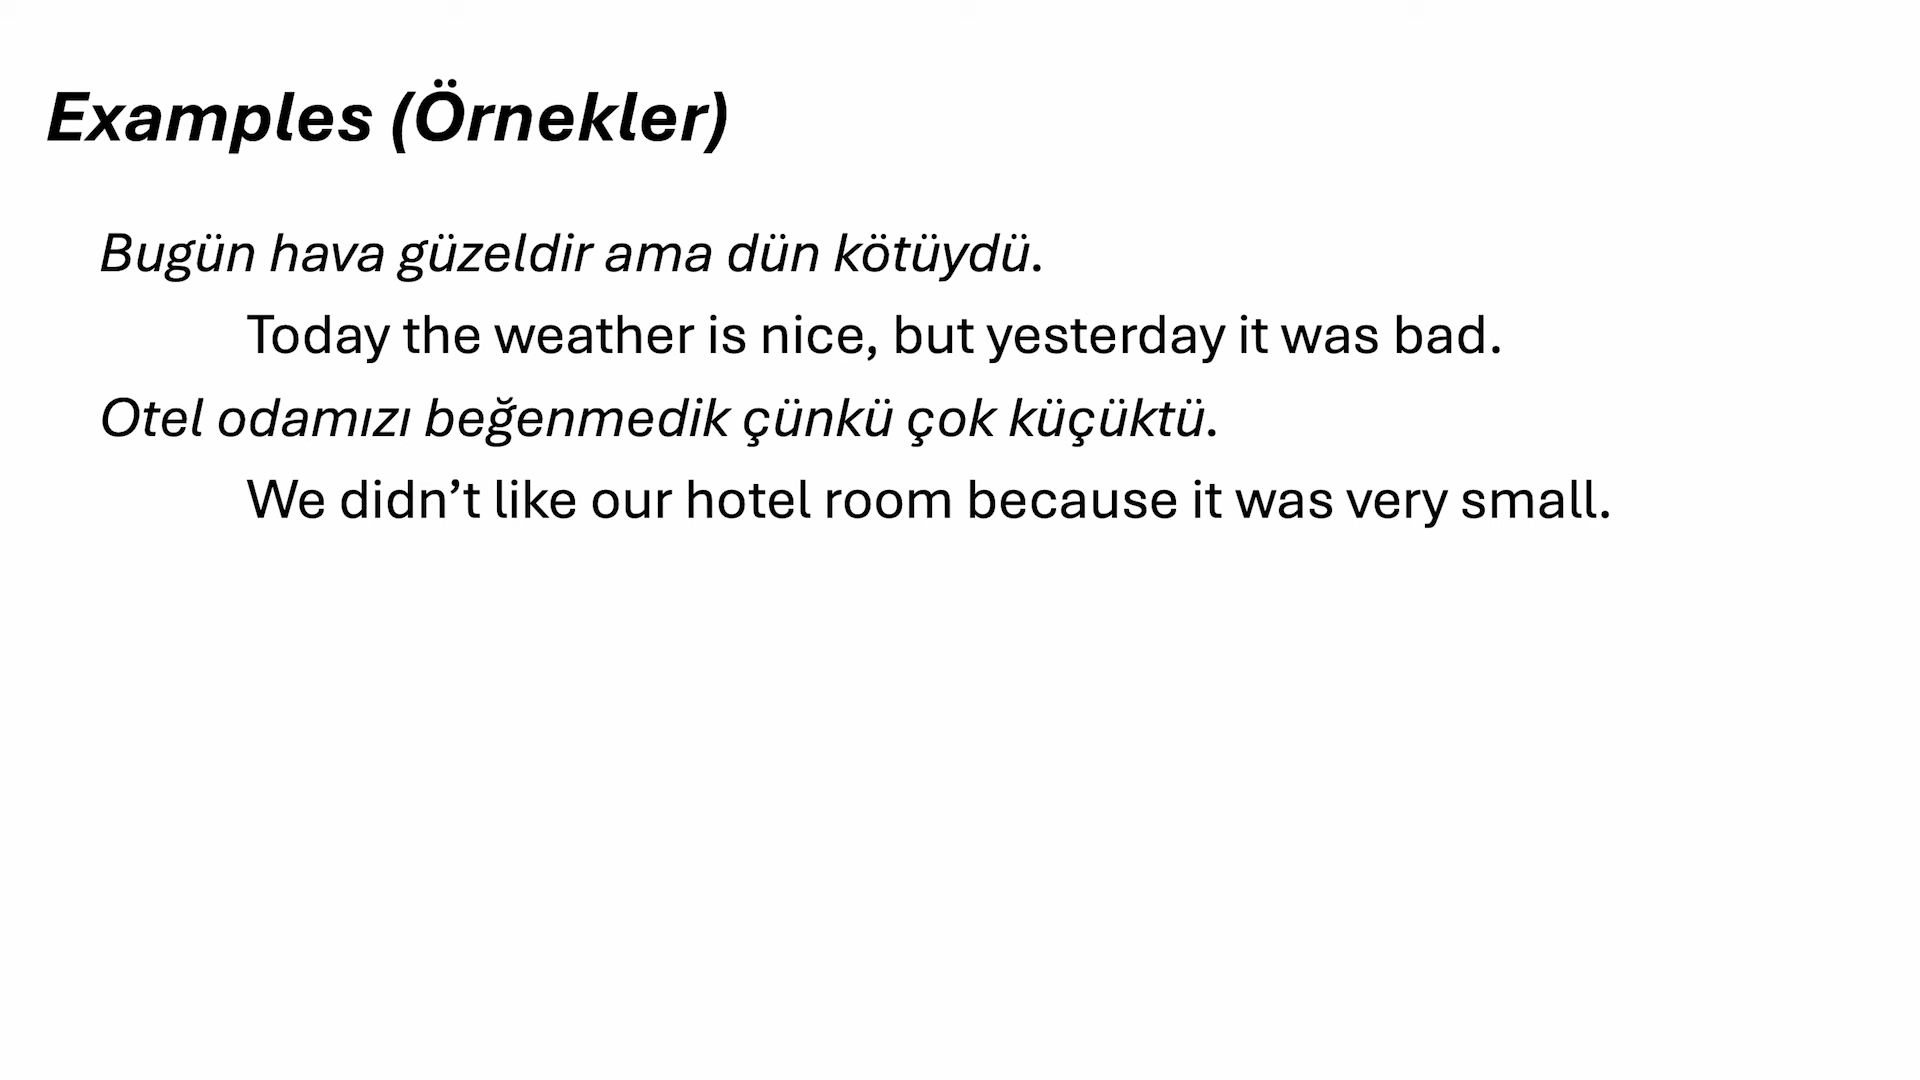 Examples (Örnekler)
Bugün hava güzeldir ama dün kötüydü.
Today the weather is nice, but yesterday it was bad.
Otel odamızı beğenmedik çünkü çok küçüktü.
We didn’t like our hotel room because it was very small.